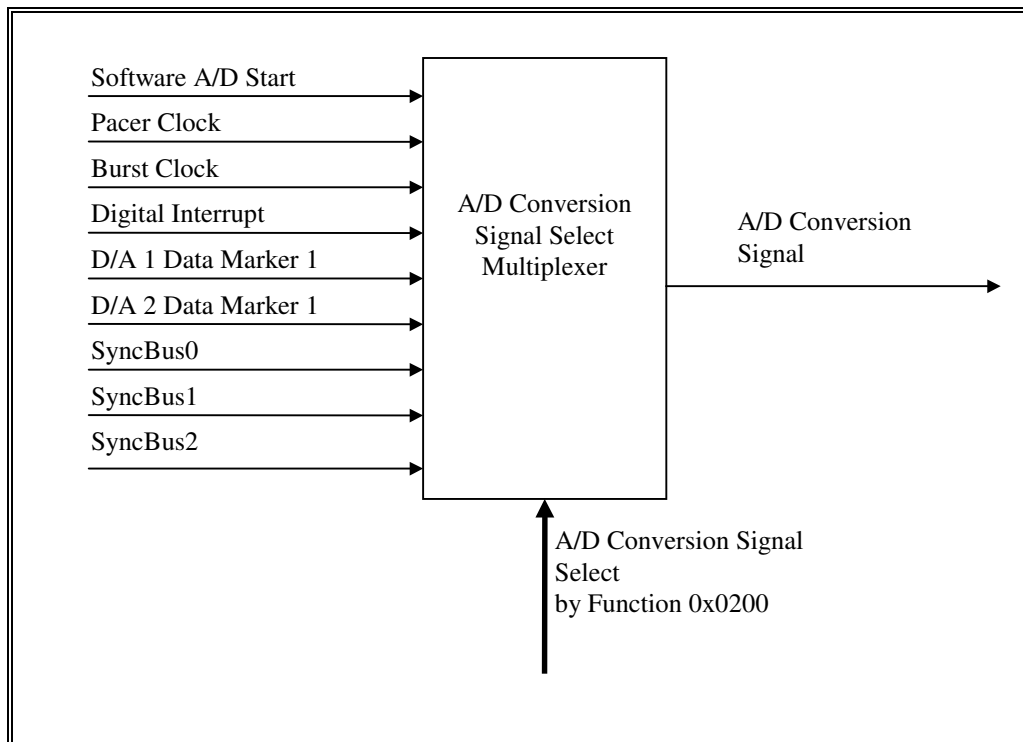 Software A/D Start
Pacer Clock
Burst Clock
Digital Interrupt
D/A 1 Data Marker 1
D/A 2 Data Marker 1
SyncBus0
SyncBus1
SyncBus2
A/D Conversion
Signal Select
Multiplexer
A/D Conversion
Signal
A/D Conversion Signal
Select
by Function 0x0200